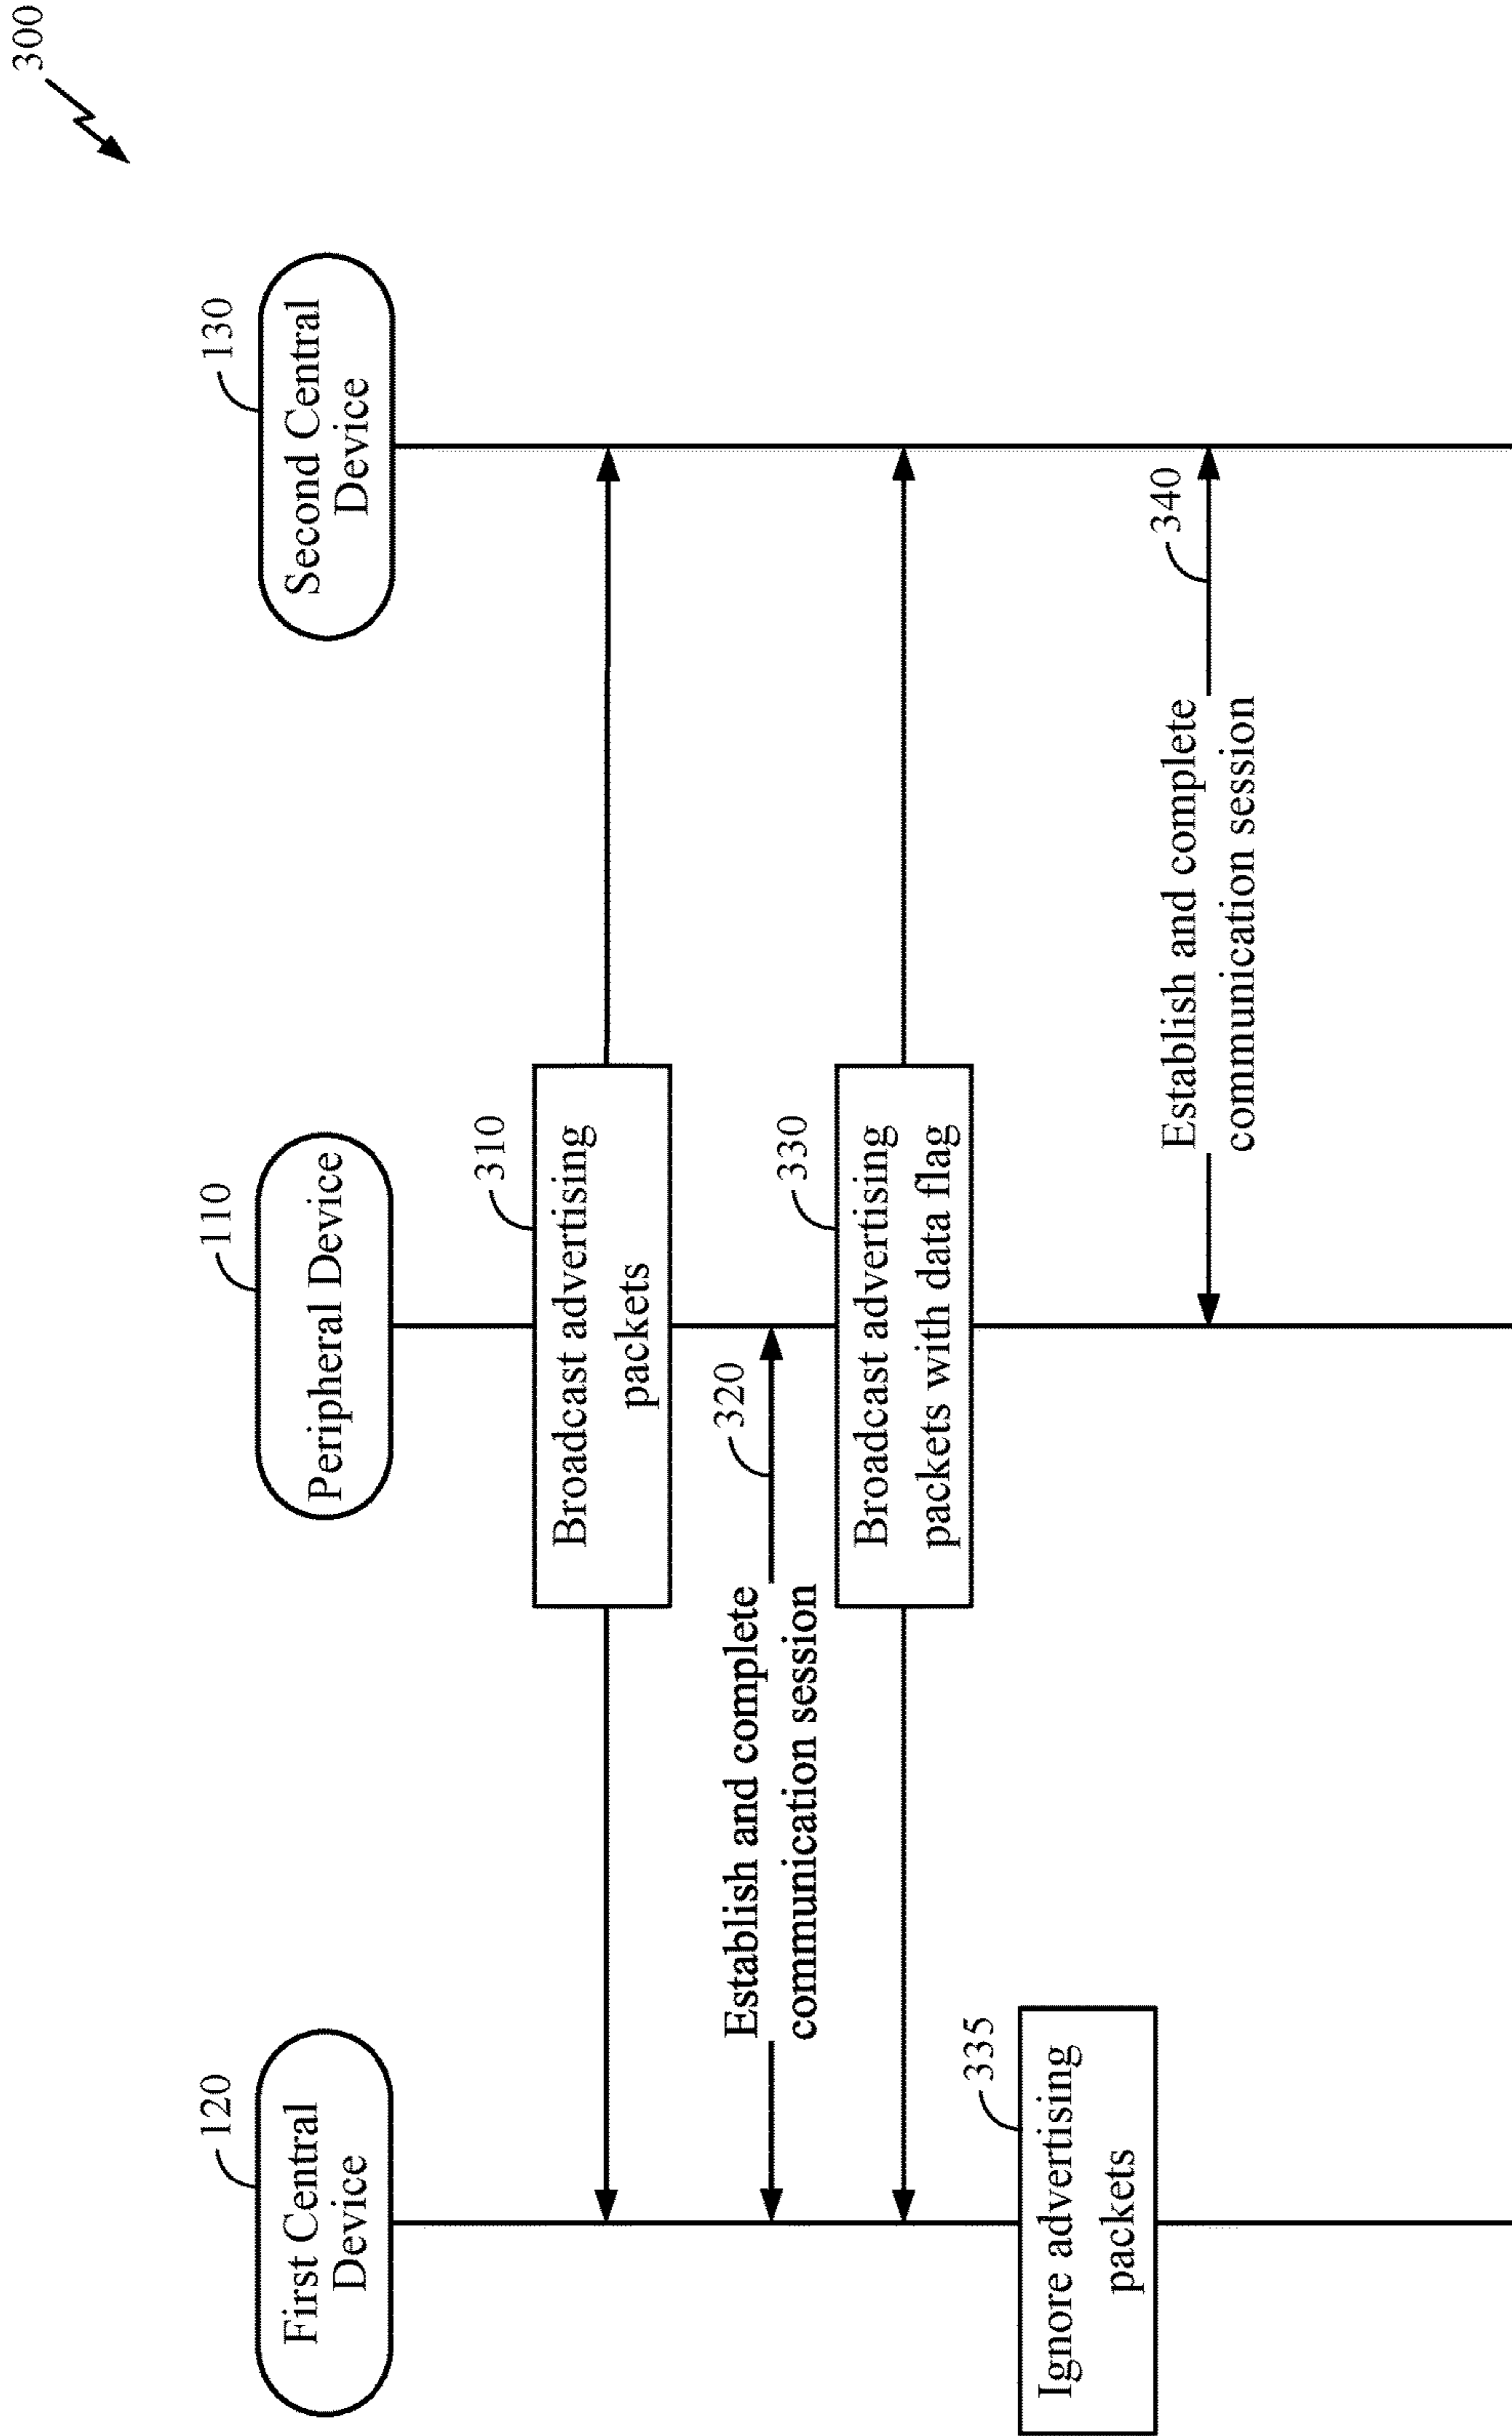 300
120
110
130
First Central
Device
Peripheral Device
Second Central
Device
310
Broadcast advertising
packets
320
Establish and complete
communication session
330
Broadcast advertising
packets with data flag
335
Ignore advertising
packets
340
Establish and complete
communication session